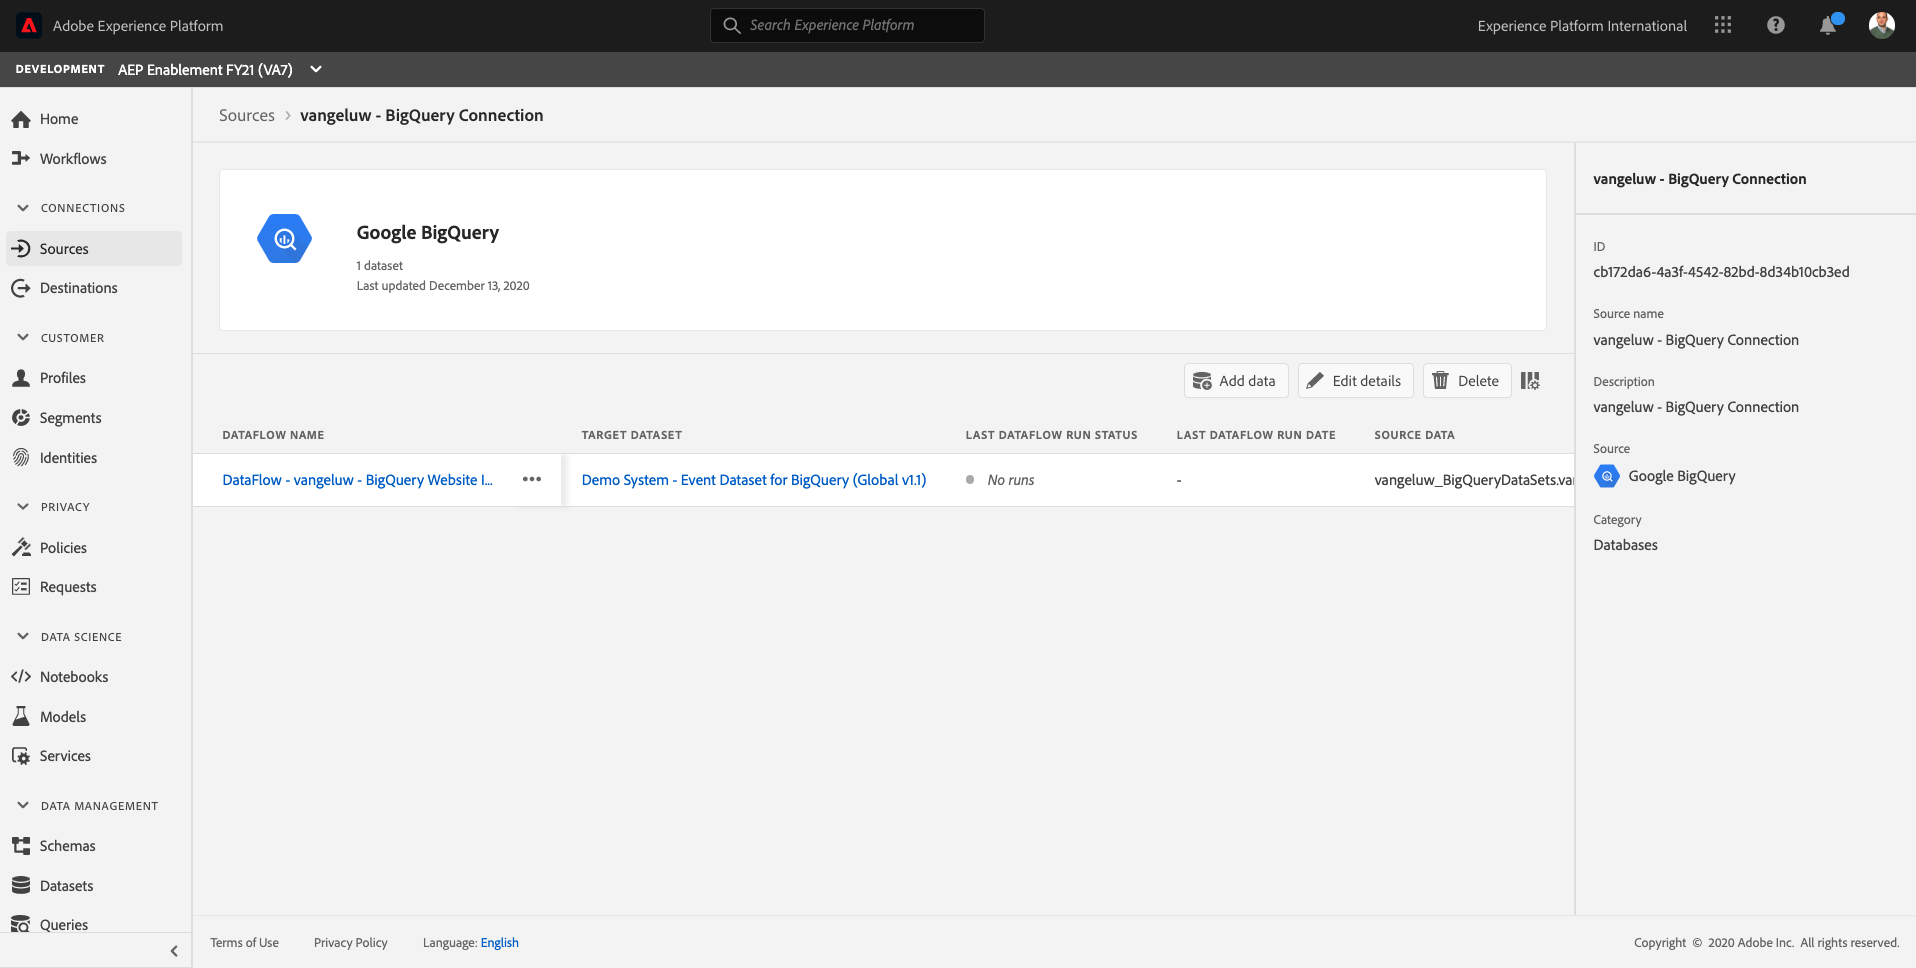 Adobe Experience Platform
Search Experience Platform
Experience Platform International
DEVELOPMENT AEP Enablement FY21 (VA7)
Home
Workflows
CONNECTIONS
Sources
Destinations
CUSTOMER
Profiles
Segments
Identities
PRIVACY
Policies
Requests
DATA SCIENCE
Notebooks
Models
Services
DATA MANAGEMENT
Schemas
Datasets
Queries
Sources > vangeluw - BigQuery Connection
Google BigQuery
1 dataset
Last updated December 13, 2020
Add data Edit details Delete
DATAFLOW NAME TARGET DATASET LAST DATAFLOW RUN STATUS LAST DATAFLOW RUN DATE SOURCE DATA
DataFlow - vangeluw - BigQuery Website I... ••• Demo System - Event Dataset for BigQuery (Global v1.1) No runs - vangeluw_BigQueryDataSets.va
vangeluw - BigQuery Connection
ID
cb172da6-4a3f-4542-82bd-8d34b10cb3ed
Source name
vangeluw - BigQuery Connection
Description
vangeluw - BigQuery Connection
Source
Google BigQuery
Category
Databases
Terms of Use Privacy Policy Language: English
Copyright © 2020 Adobe Inc. All rights reserved.